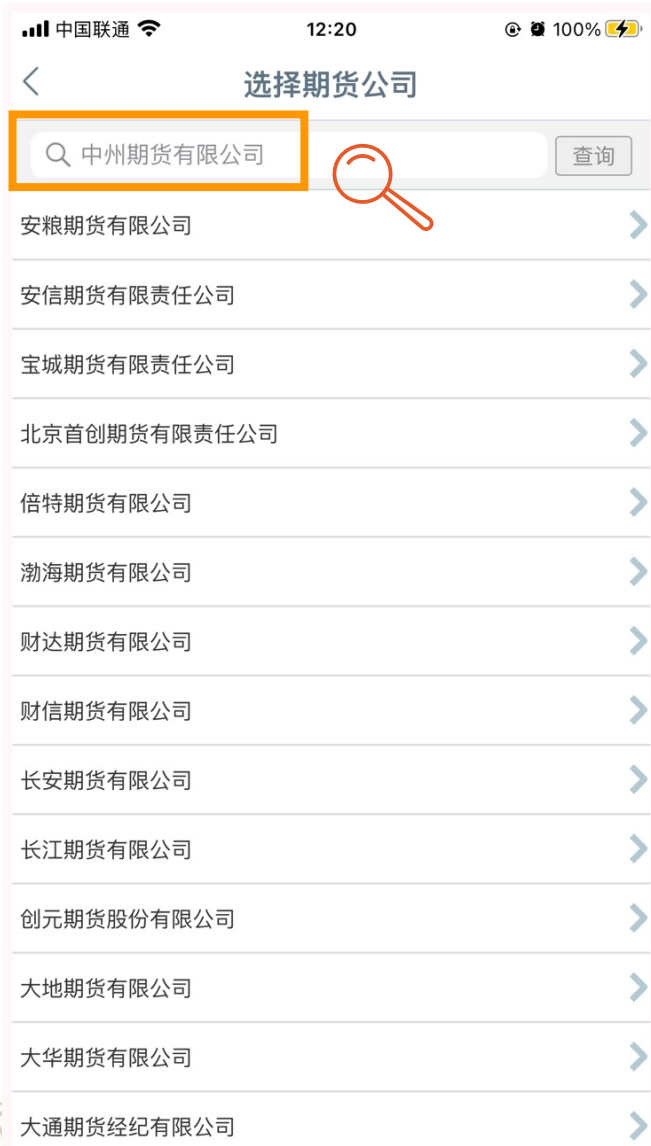 中国联通 12:20 100%
选择期货公司
中州期货有限公司 查询
安粮期货有限公司
安信期货有限责任公司
宝城期货有限责任公司
北京首创期货有限责任公司
倍特期货有限公司
渤海期货有限公司
财达期货有限公司
财信期货有限公司
长安期货有限公司
长江期货有限公司
创元期货股份有限公司
大地期货有限公司
大华期货有限公司
大通期货经纪有限公司